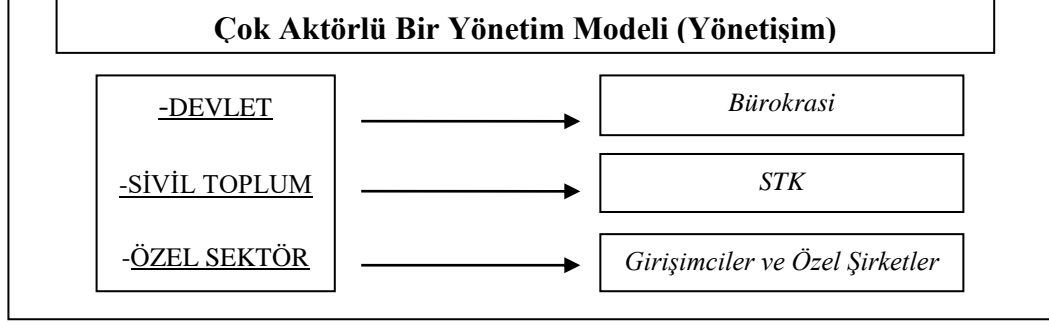 Çok Aktörlü Bir Yönetim Modeli (Yönetişim)
-DEVLET
Bürokrasi
-SİVİL TOPLUM
STK
-ÖZEL SEKTÖR
Girişimciler ve Özel Şirketler